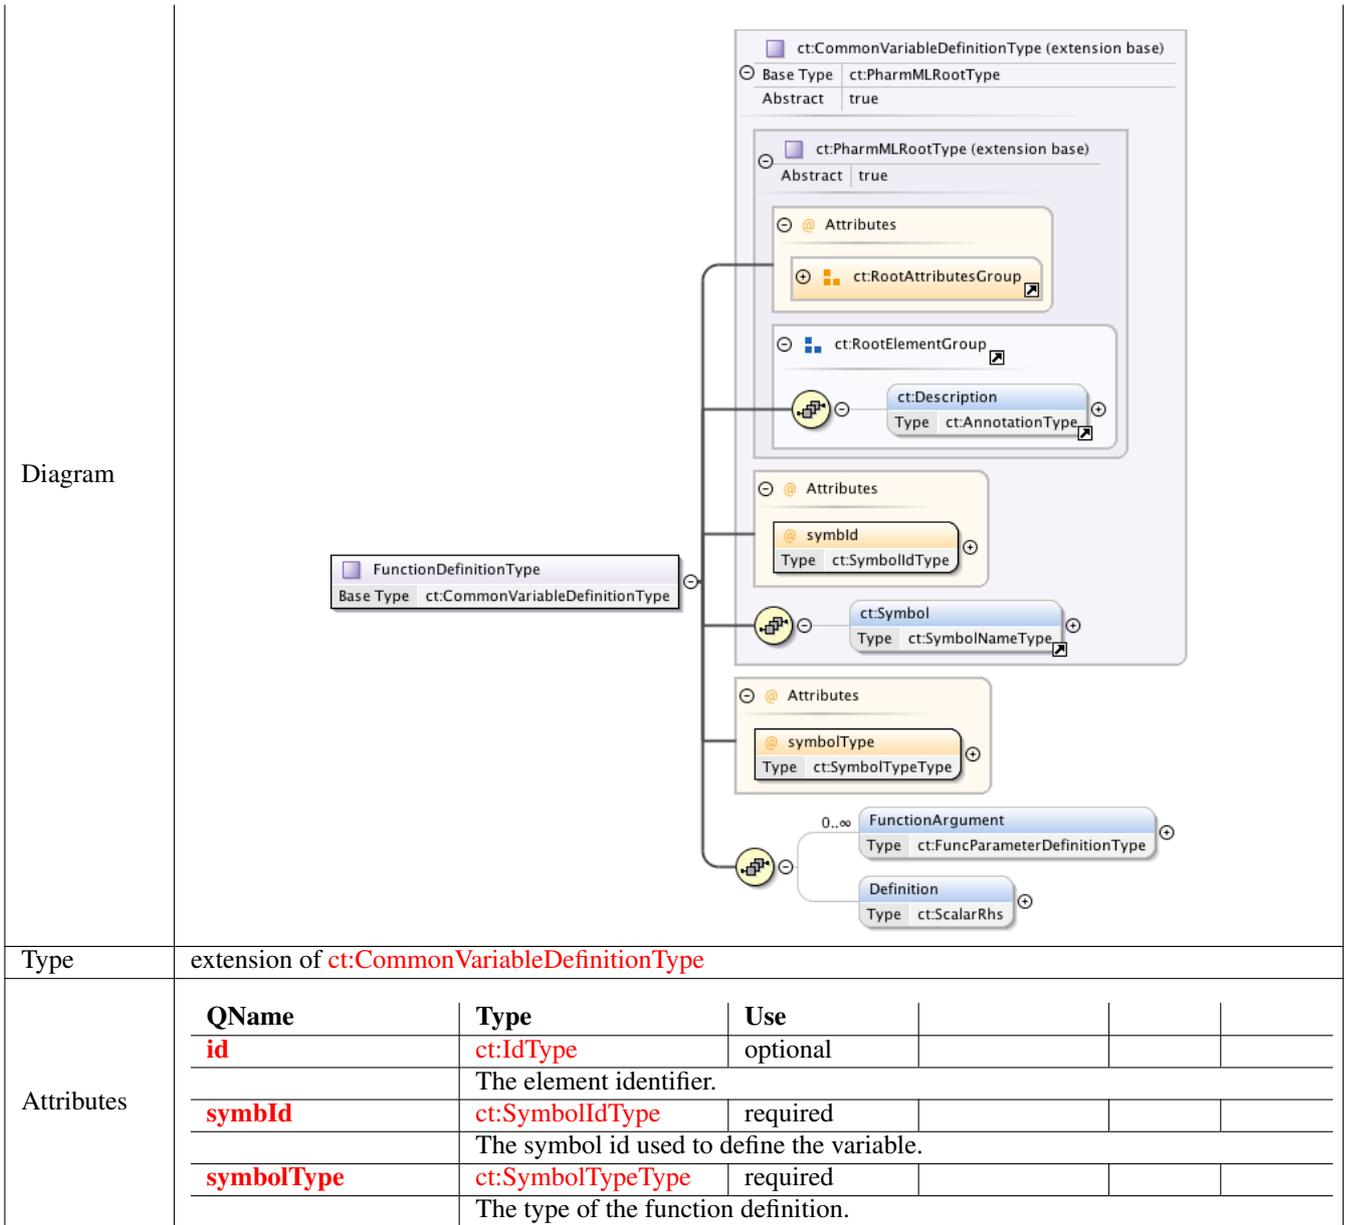 Diagram
ct:CommonVariableDefinitionType (extension base)
Base Type ct:PharmMLRootType
Abstract true
ct:PharmMLRootType (extension base)
Abstract true
@ Attributes
ct:RootAttributesGroup
ct:RootElementGroup
ct:Description
Type ct:AnnotationType
@ Attributes
@ symbId
Type ct:SymbolIdType
FunctionDefinitionType
Base Type ct:CommonVariableDefinitionType
ct:Symbol
Type ct:SymbolNameType
@ Attributes
@ symbolType
Type ct:SymbolTypeType
0..∞ FunctionArgument
Type ct:FuncParameterDefinitionType
Definition
Type ct:ScalarRhs
Type extension of ct:CommonVariableDefinitionType
Attributes
QName Type Use
id ct:IdType optional
The element identifier.
symbId ct:SymbolIdType required
The symbol id used to define the variable.
symbolType ct:SymbolTypeType required
The type of the function definition.